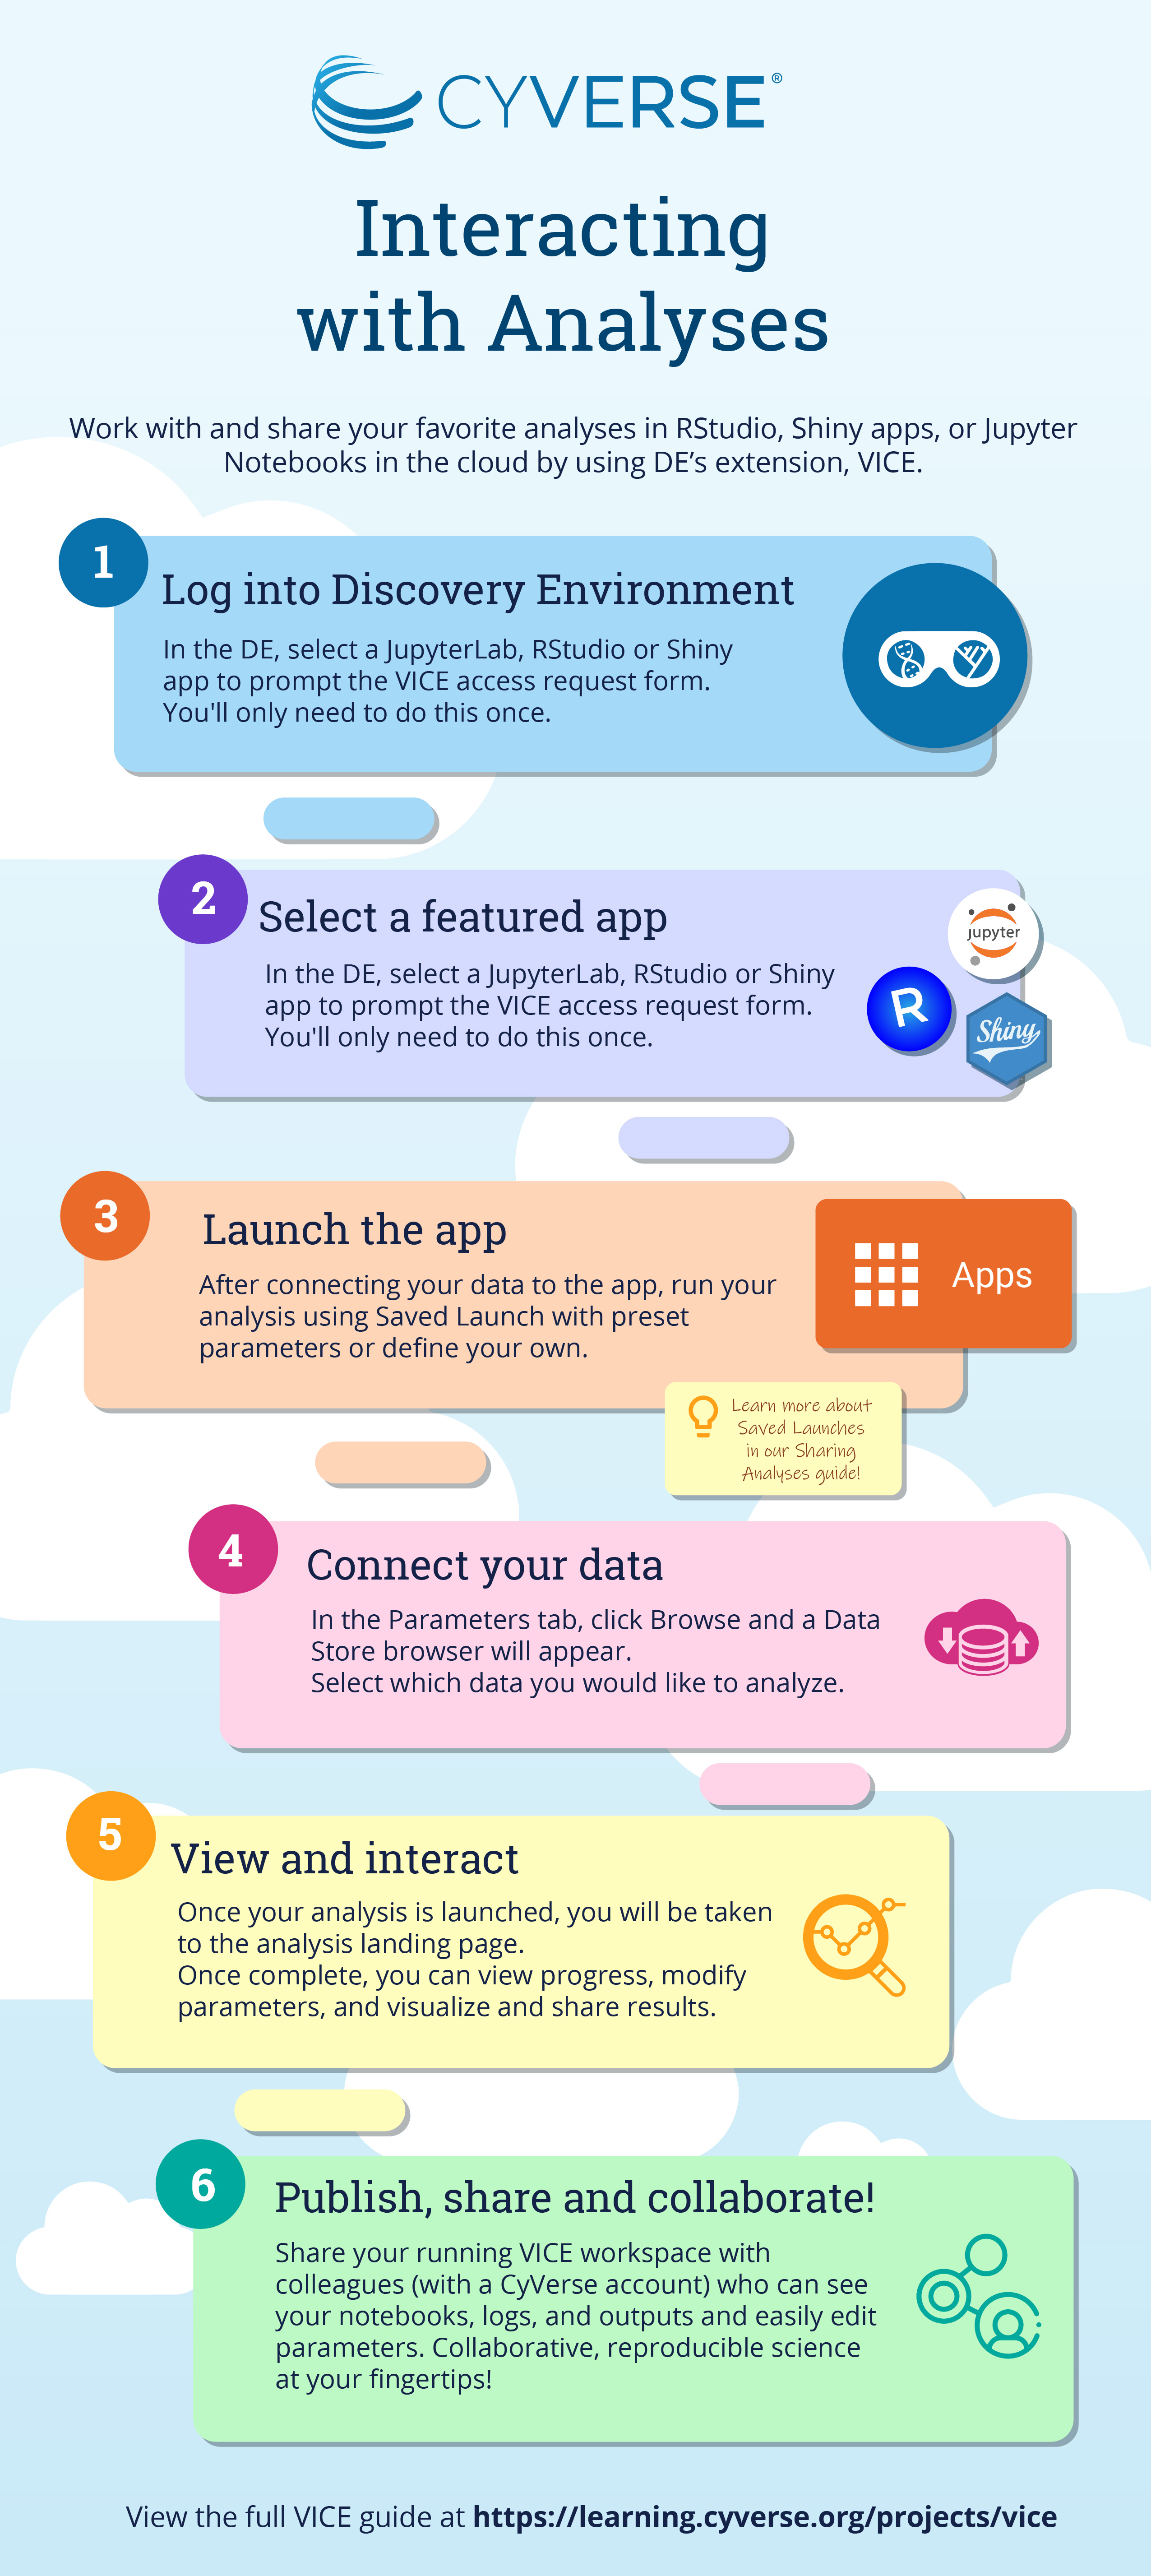 CYVERSE®
Interacting
with Analyses
Work with and share your favorite analyses in RStudio, Shiny apps, or Jupyter
Notebooks in the cloud by using DE’s extension, VICE.
1
Log into Discovery Environment
In the DE, select a JupyterLab, RStudio or Shiny
app to prompt the VICE access request form.
You'll only need to do this once.
2
Select a featured app
In the DE, select a JupyterLab, RStudio or Shiny
app to prompt the VICE access request form.
You'll only need to do this once.
jupyter
R
Shiny
3
Launch the app
After connecting your data to the app, run your
analysis using Saved Launch with preset
parameters or define your own.
Apps
Learn more about
Saved Launches
in our Sharing
Analyses guide!
4
Connect your data
In the Parameters tab, click Browse and a Data
Store browser will appear.
Select which data you would like to analyze.
5
View and interact
Once your analysis is launched, you will be taken
to the analysis landing page.
Once complete, you can view progress, modify
parameters, and visualize and share results.
6
Publish, share and collaborate!
Share your running VICE workspace with
colleagues (with a CyVerse account) who can see
your notebooks, logs, and outputs and easily edit
parameters. Collaborative, reproducible science
at your fingertips!
View the full VICE guide at https://learning.cyverse.org/projects/vice